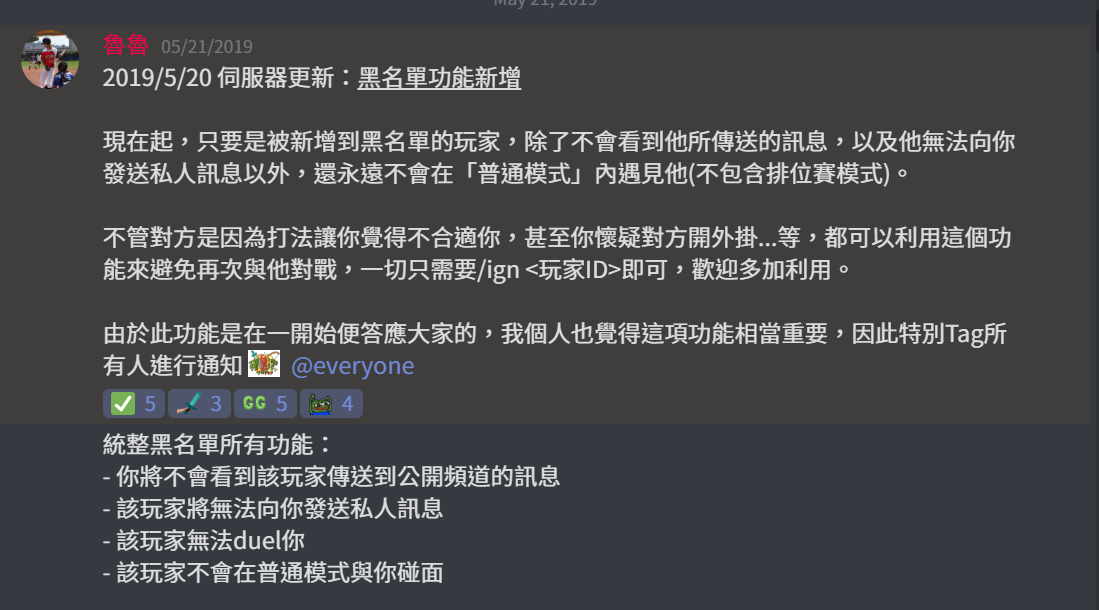 May 21, 2019
魯魯 05/21/2019
2019/5/20 伺服器更新：黑名單功能新增
現在起，只要是被新增到黑名單的玩家，除了不會看到他所傳送的訊息，以及他無法向你
發送私人訊息以外，還永遠不會在「普通模式」內遇見他(不包含排位賽模式)。
不管對方是因為打法讓你覺得不合適你，甚至你懷疑對方開外掛...等，都可以利用這個功
能來避免再次與他對戰，一切只需要/ign <玩家ID>即可，歡迎多加利用。
由於此功能是在一開始便答應大家的，我個人也覺得這項功能相當重要，因此特別Tag所
有人進行通知 @everyone
5 3 GG 5 4
統整黑名單所有功能：
- 你將不會看到該玩家傳送到公開頻道的訊息
- 該玩家將無法向你發送私人訊息
- 該玩家無法duel你
- 該玩家不會在普通模式與你碰面